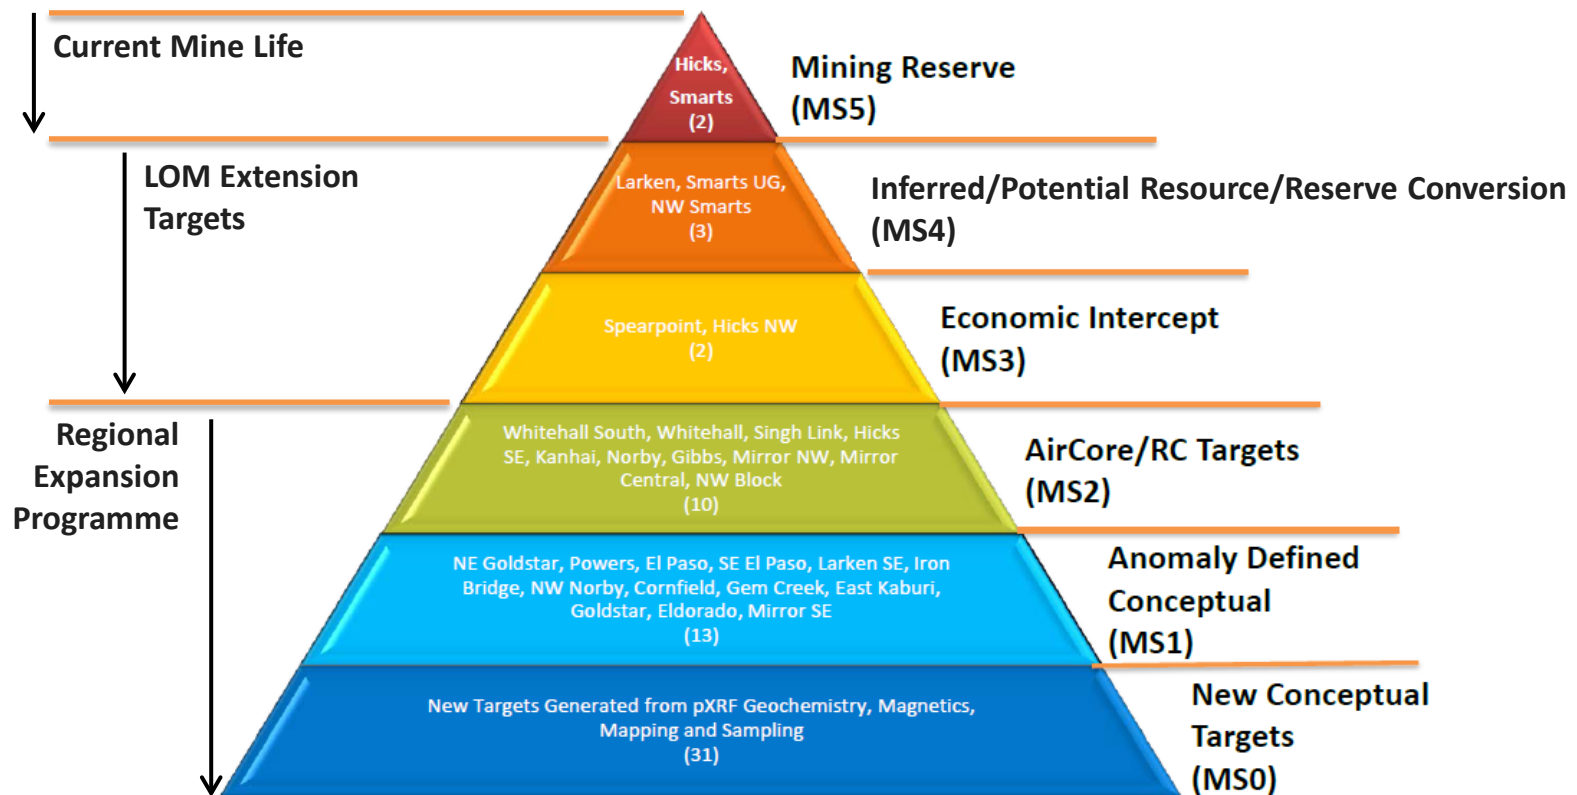 Current Mine Life
Hicks,
Smarts
(2)
Mining Reserve
(MS5)
LOM Extension
Targets
Larken, Smarts UG,
NW Smarts
(3)
Inferred/Potential Resource/Reserve Conversion
(MS4)
Spearpoint, Hicks NW
(2)
Economic Intercept
(MS3)
Regional
Expansion
Programme
Whitehall South, Whitehall, Singh Link, Hicks
SE, Kanhai, Norby, Gibbs, Mirror NW, Mirror
Central, NW Block
(10)
AirCore/RC Targets
(MS2)
NE Goldstar, Powers, El Paso, SE El Paso, Larken SE, Iron
Bridge, NW Norby, Cornfield, Gem Creek, East Kaburi,
Goldstar, Eldorado, Mirror SE
(13)
Anomaly Defined
Conceptual
(MS1)
New Targets Generated from pXRF Geochemistry, Magnetics,
Mapping and Sampling
(31)
New Conceptual
Targets
(MS0)